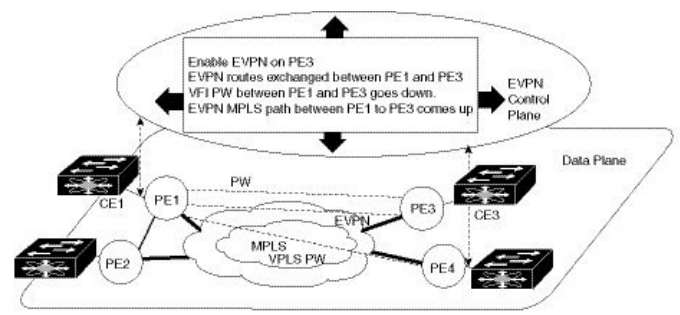 Enable EVPN on PE3
EVPN routes exchanged between PE1 and PE3
VFI PW between PE1 and PE3 goes down.
EVPN MPLS path between PE1 to PE3 comes up
EVPN
Control
Plane
Data Plane
CE1
PW
PE1
PE3
CE3
EVPN
MPLS
VPLS PW
PE2
PE4